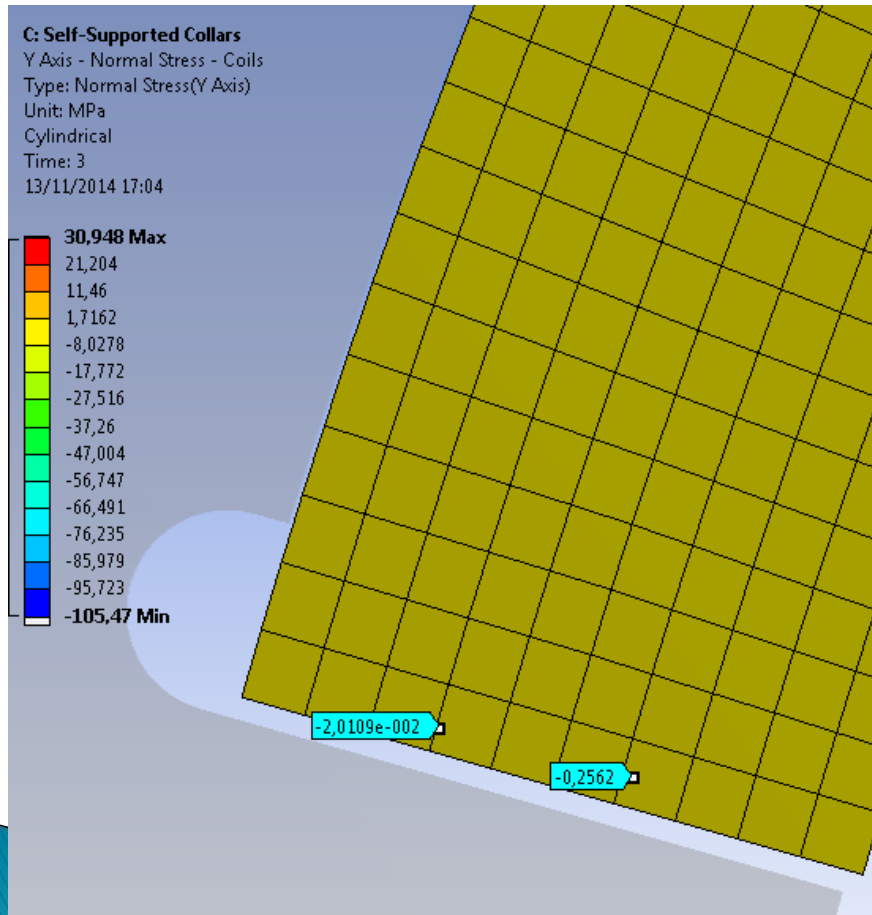 C: Self-Supported Collars
Y Axis - Normal Stress - Coils
Type: Normal Stress(Y Axis)
Unit: MPa
Cylindrical
Time: 3
13/11/2014 17:04
30,948 Max
21,204
11,46
1,7162
-8,0278
-17,772
-27,516
-37,26
-47,004
-56,747
-66,491
-76,235
-85,979
-95,723
-105,47 Min
-2,0109e-002
-0,2562